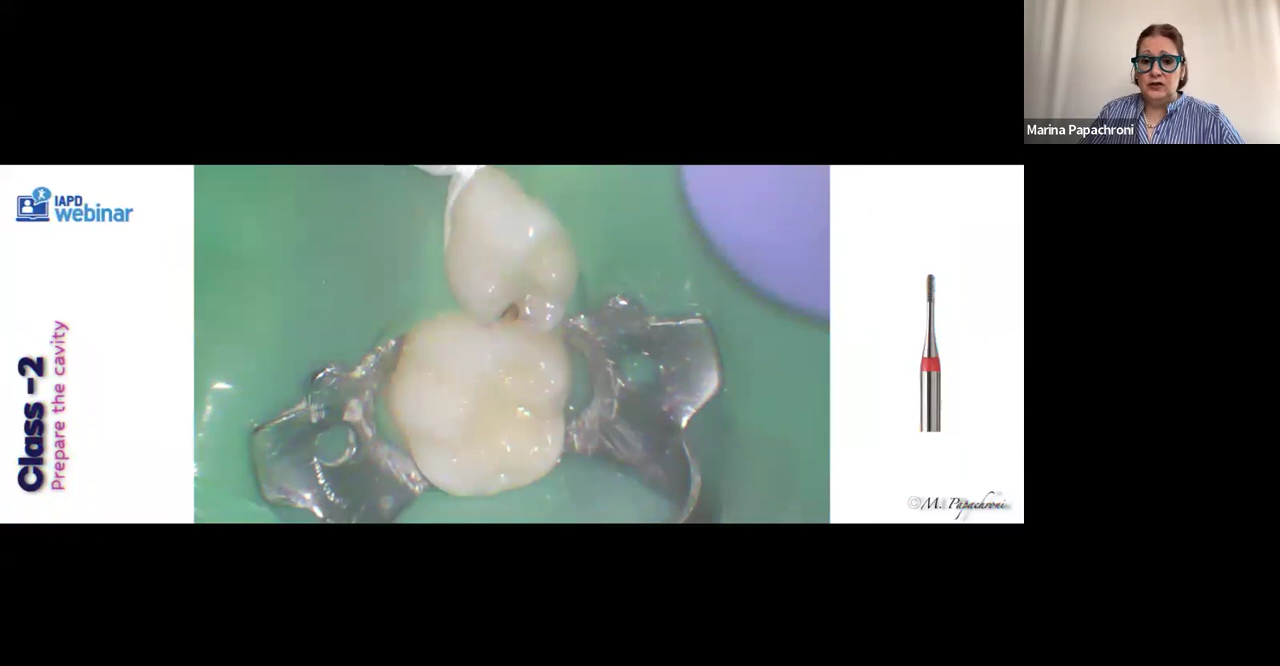 Marina Papachroni
IAPD
webinar
Class -2
Prepare the cavity
©M. Papachroni